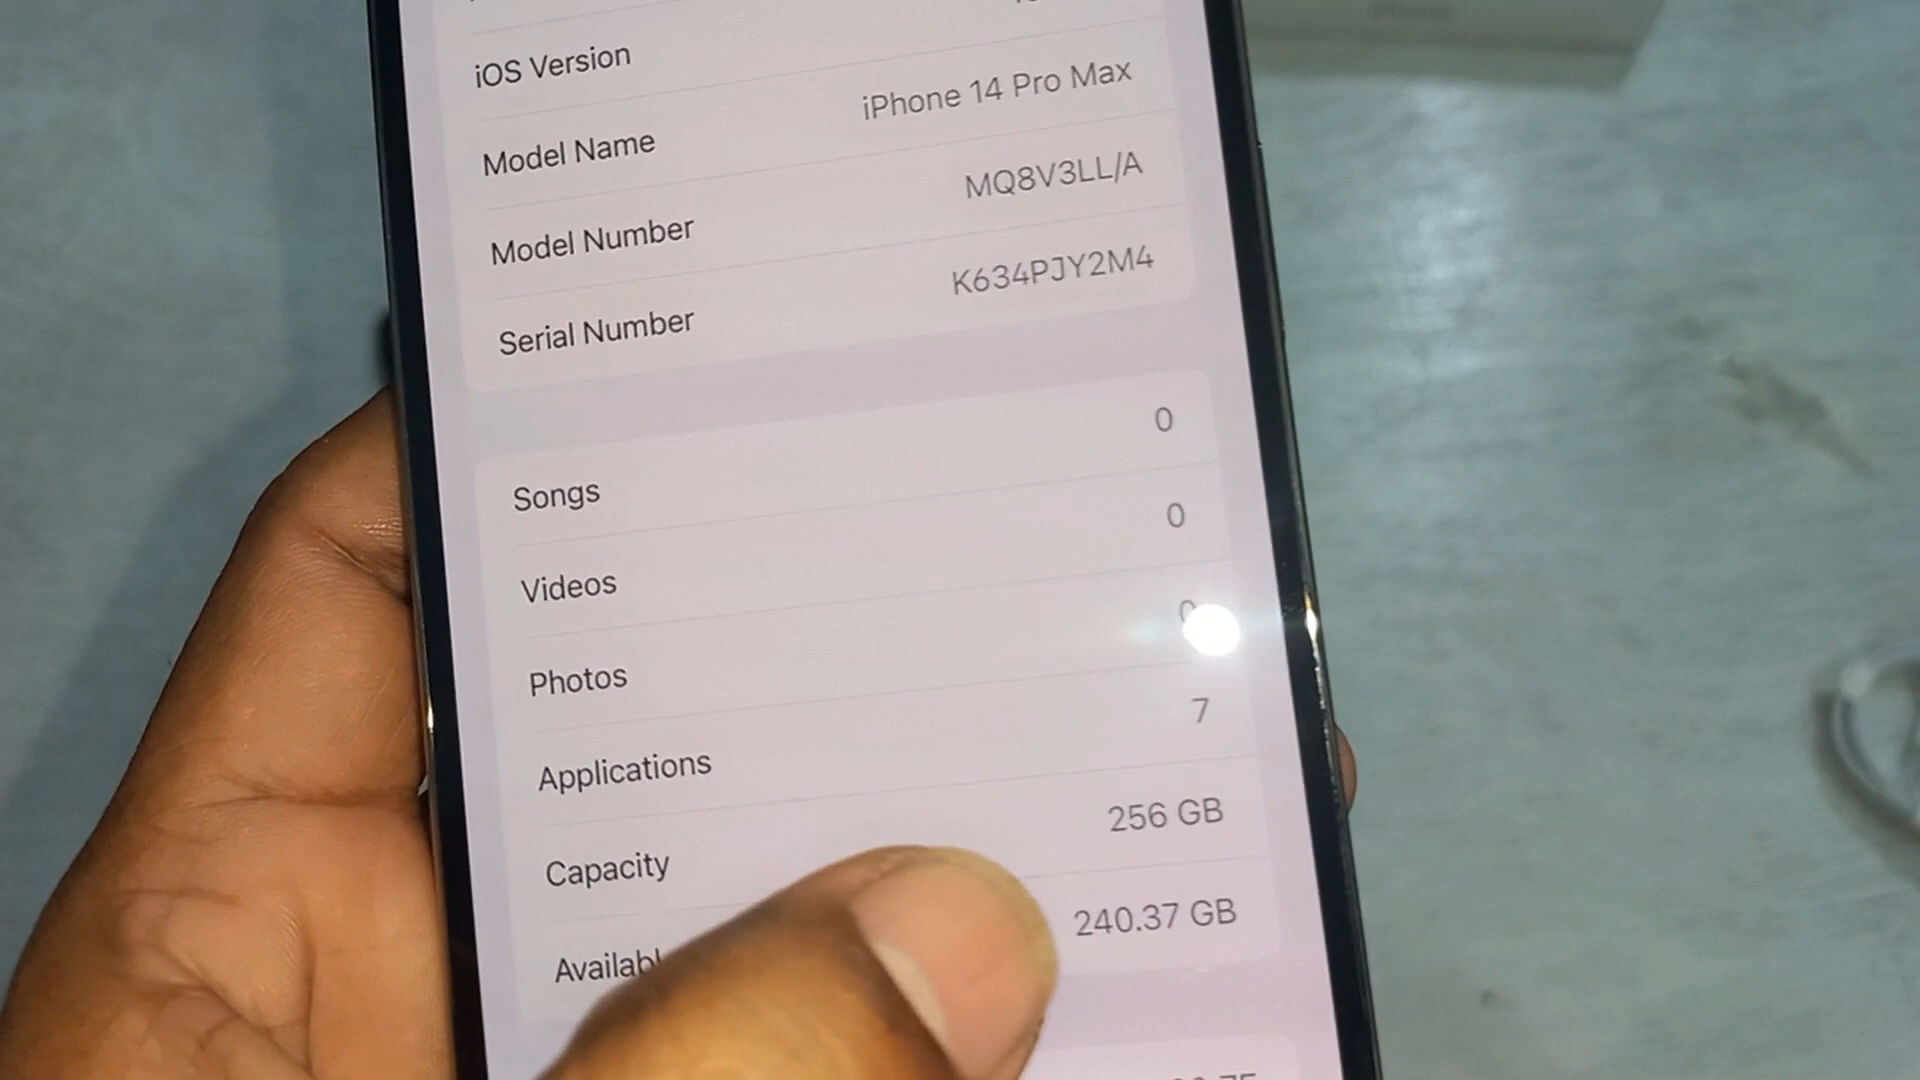 iOS Version
Model Name iPhone 14 Pro Max
Model Number MQ8V3LL/A
Serial Number K634PJY2M4
Songs 0
Videos 0
Photos 0
Applications 7
Capacity 256 GB
240.37 GB